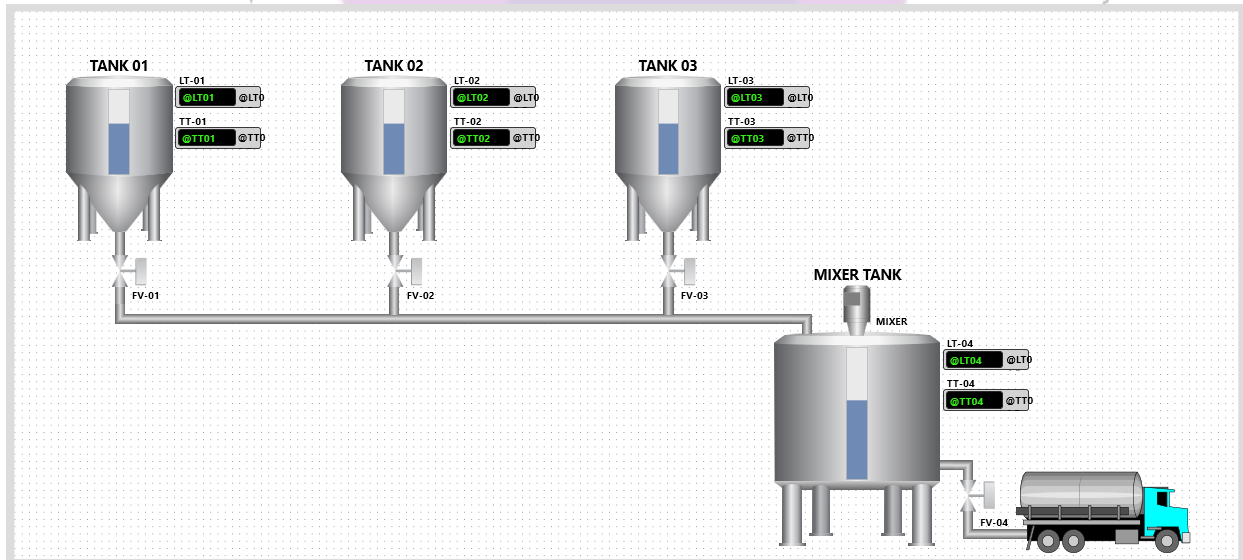 TANK 01
LT-01
@LT01 @LT0
TT-01
@TT01 @TT0
FV-01
TANK 02
LT-02
@LT02 @LT0
TT-02
@TT02 @TT0
FV-02
TANK 03
LT-03
@LT03 @LT0
TT-03
@TT03 @TT0
FV-03
MIXER TANK
MIXER
LT-04
@LT04 @LT0
TT-04
@TT04 @TT0
FV-04